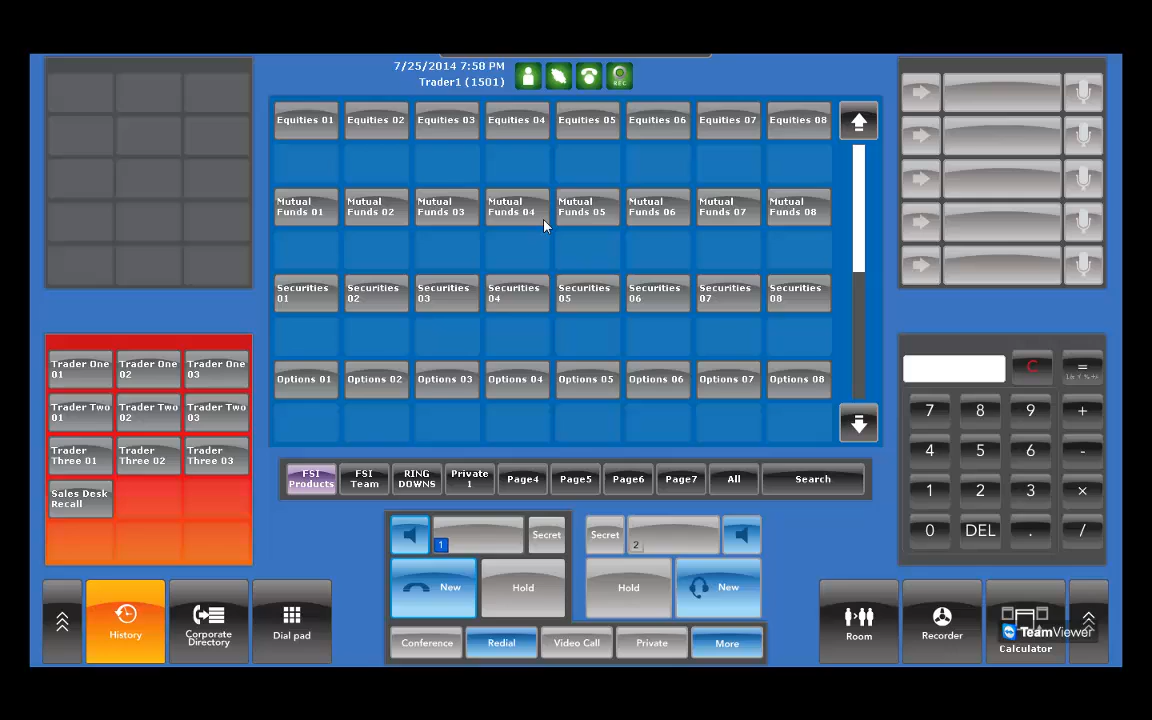 7/25/2014 7:58 PM
Trader1 (1501)
REC
Equities 01
Equities 02
Equities 03
Equities 04
Equities 05
Equities 06
Equities 07
Equities 08
Mutual
Funds 01
Mutual
Funds 02
Mutual
Funds 03
Mutual
Funds 04
Mutual
Funds 05
Mutual
Funds 06
Mutual
Funds 07
Mutual
Funds 08
Securities
01
Securities
02
Securities
03
Securities
04
Securities
05
Securities
06
Securities
07
Securities
08
Options 01
Options 02
Options 03
Options 04
Options 05
Options 06
Options 07
Options 08
Trader One
01
Trader One
02
Trader One
03
Trader Two
01
Trader Two
02
Trader Two
03
Trader
Three 01
Trader
Three 02
Trader
Three 03
Sales Desk
Recall
FSI
Products
FSI
Team
RING
DOWNS
Private
1
Page4
Page5
Page6
Page7
All
Search
C
=
7
8
9
+
4
5
6
-
1
2
3
×
0
DEL
.
/
1
Secret
Secret
2
New
Hold
Hold
New
Conference
Redial
Video Call
Private
More
History
Corporate
Directory
Dial pad
Room
Recorder
TeamViewer
Calculator